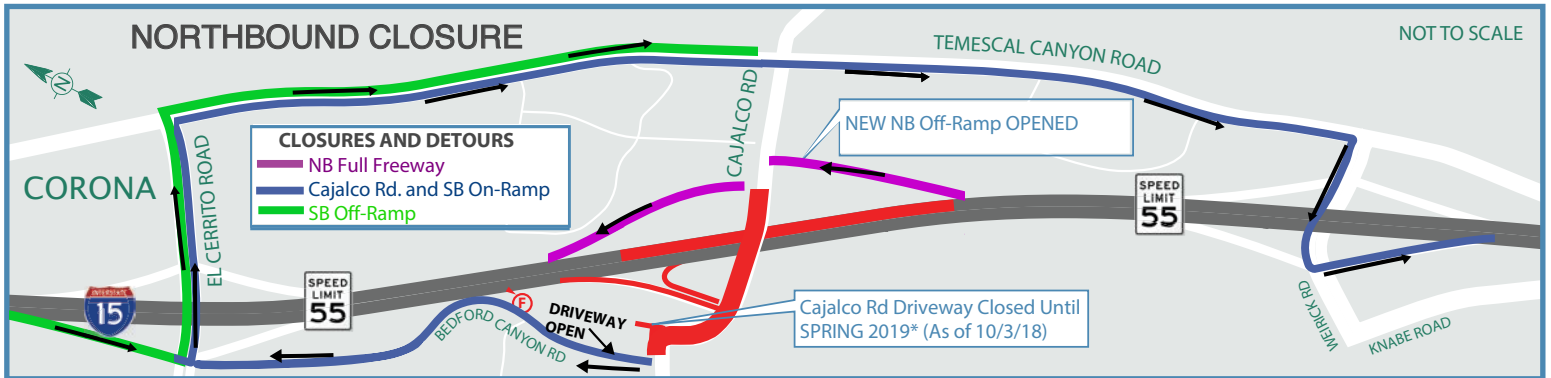 NORTHBOUND CLOSURE
NOT TO SCALE
TEMESCAL CANYON ROAD
N
CAJALCO RD
NEW NB Off-Ramp OPENED
CLOSURES AND DETOURS
NB Full Freeway
Cajalco Rd. and SB On-Ramp
SB Off-Ramp
CORONA
EL CERRITO ROAD
SPEED
LIMIT
55
INTERSTATE
15
SPEED
LIMIT
55
F
DRIVEWAY
OPEN
BEDFORD CANYON RD
Cajalco Rd Driveway Closed Until
SPRING 2019* (As of 10/3/18)
WEIRICK RD
KNABE ROAD